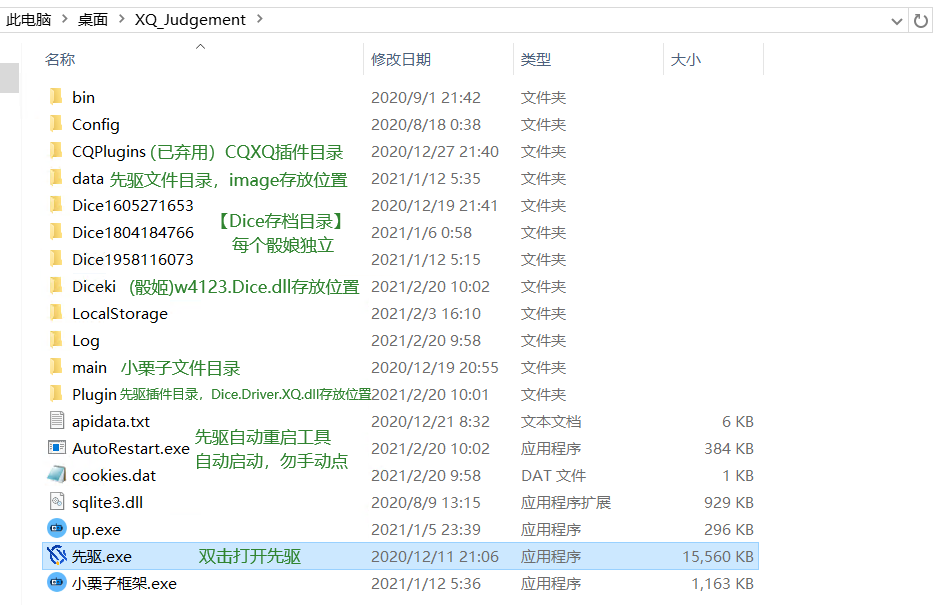 此电脑 > 桌面 > XQ_Judgement >
名称 修改日期 类型 大小
bin 2020/9/1 21:42 文件夹
Config 2020/8/18 0:38 文件夹
CQPlugins (已弃用) CQXQ插件目录 2020/12/27 21:40 文件夹
data 先驱文件目录，image存放位置 2021/1/12 5:35 文件夹
Dice1605271653 2020/12/19 21:41 文件夹
【Dice存档目录】
Dice1804184766 2021/1/6 0:58 文件夹
每个骰娘独立
Dice1958116073 2021/1/12 5:15 文件夹
Diceki (骰姬)w4123.Dice.dll存放位置 2021/2/20 10:02 文件夹
LocalStorage 2021/2/3 16:10 文件夹
Log 2021/2/20 9:58 文件夹
main 小栗子文件目录 2020/12/19 20:55 文件夹
Plugin 先驱插件目录，Dice.Driver.XQ.dll存放位置 2021/2/20 10:01 文件夹
apidata.txt 2020/12/21 8:32 文本文档 6 KB
先驱自动重启工具
AutoRestart.exe 2021/2/20 10:02 应用程序 384 KB
自动启动，勿手动点
cookies.dat 2021/2/20 9:58 DAT 文件 1 KB
sqlite3.dll 2020/8/9 13:15 应用程序扩展 929 KB
up.exe 2021/1/5 23:39 应用程序 296 KB
先驱.exe 双击打开先驱 2020/12/11 21:06 应用程序 15,560 KB
小栗子框架.exe 2021/1/12 5:36 应用程序 1,163 KB